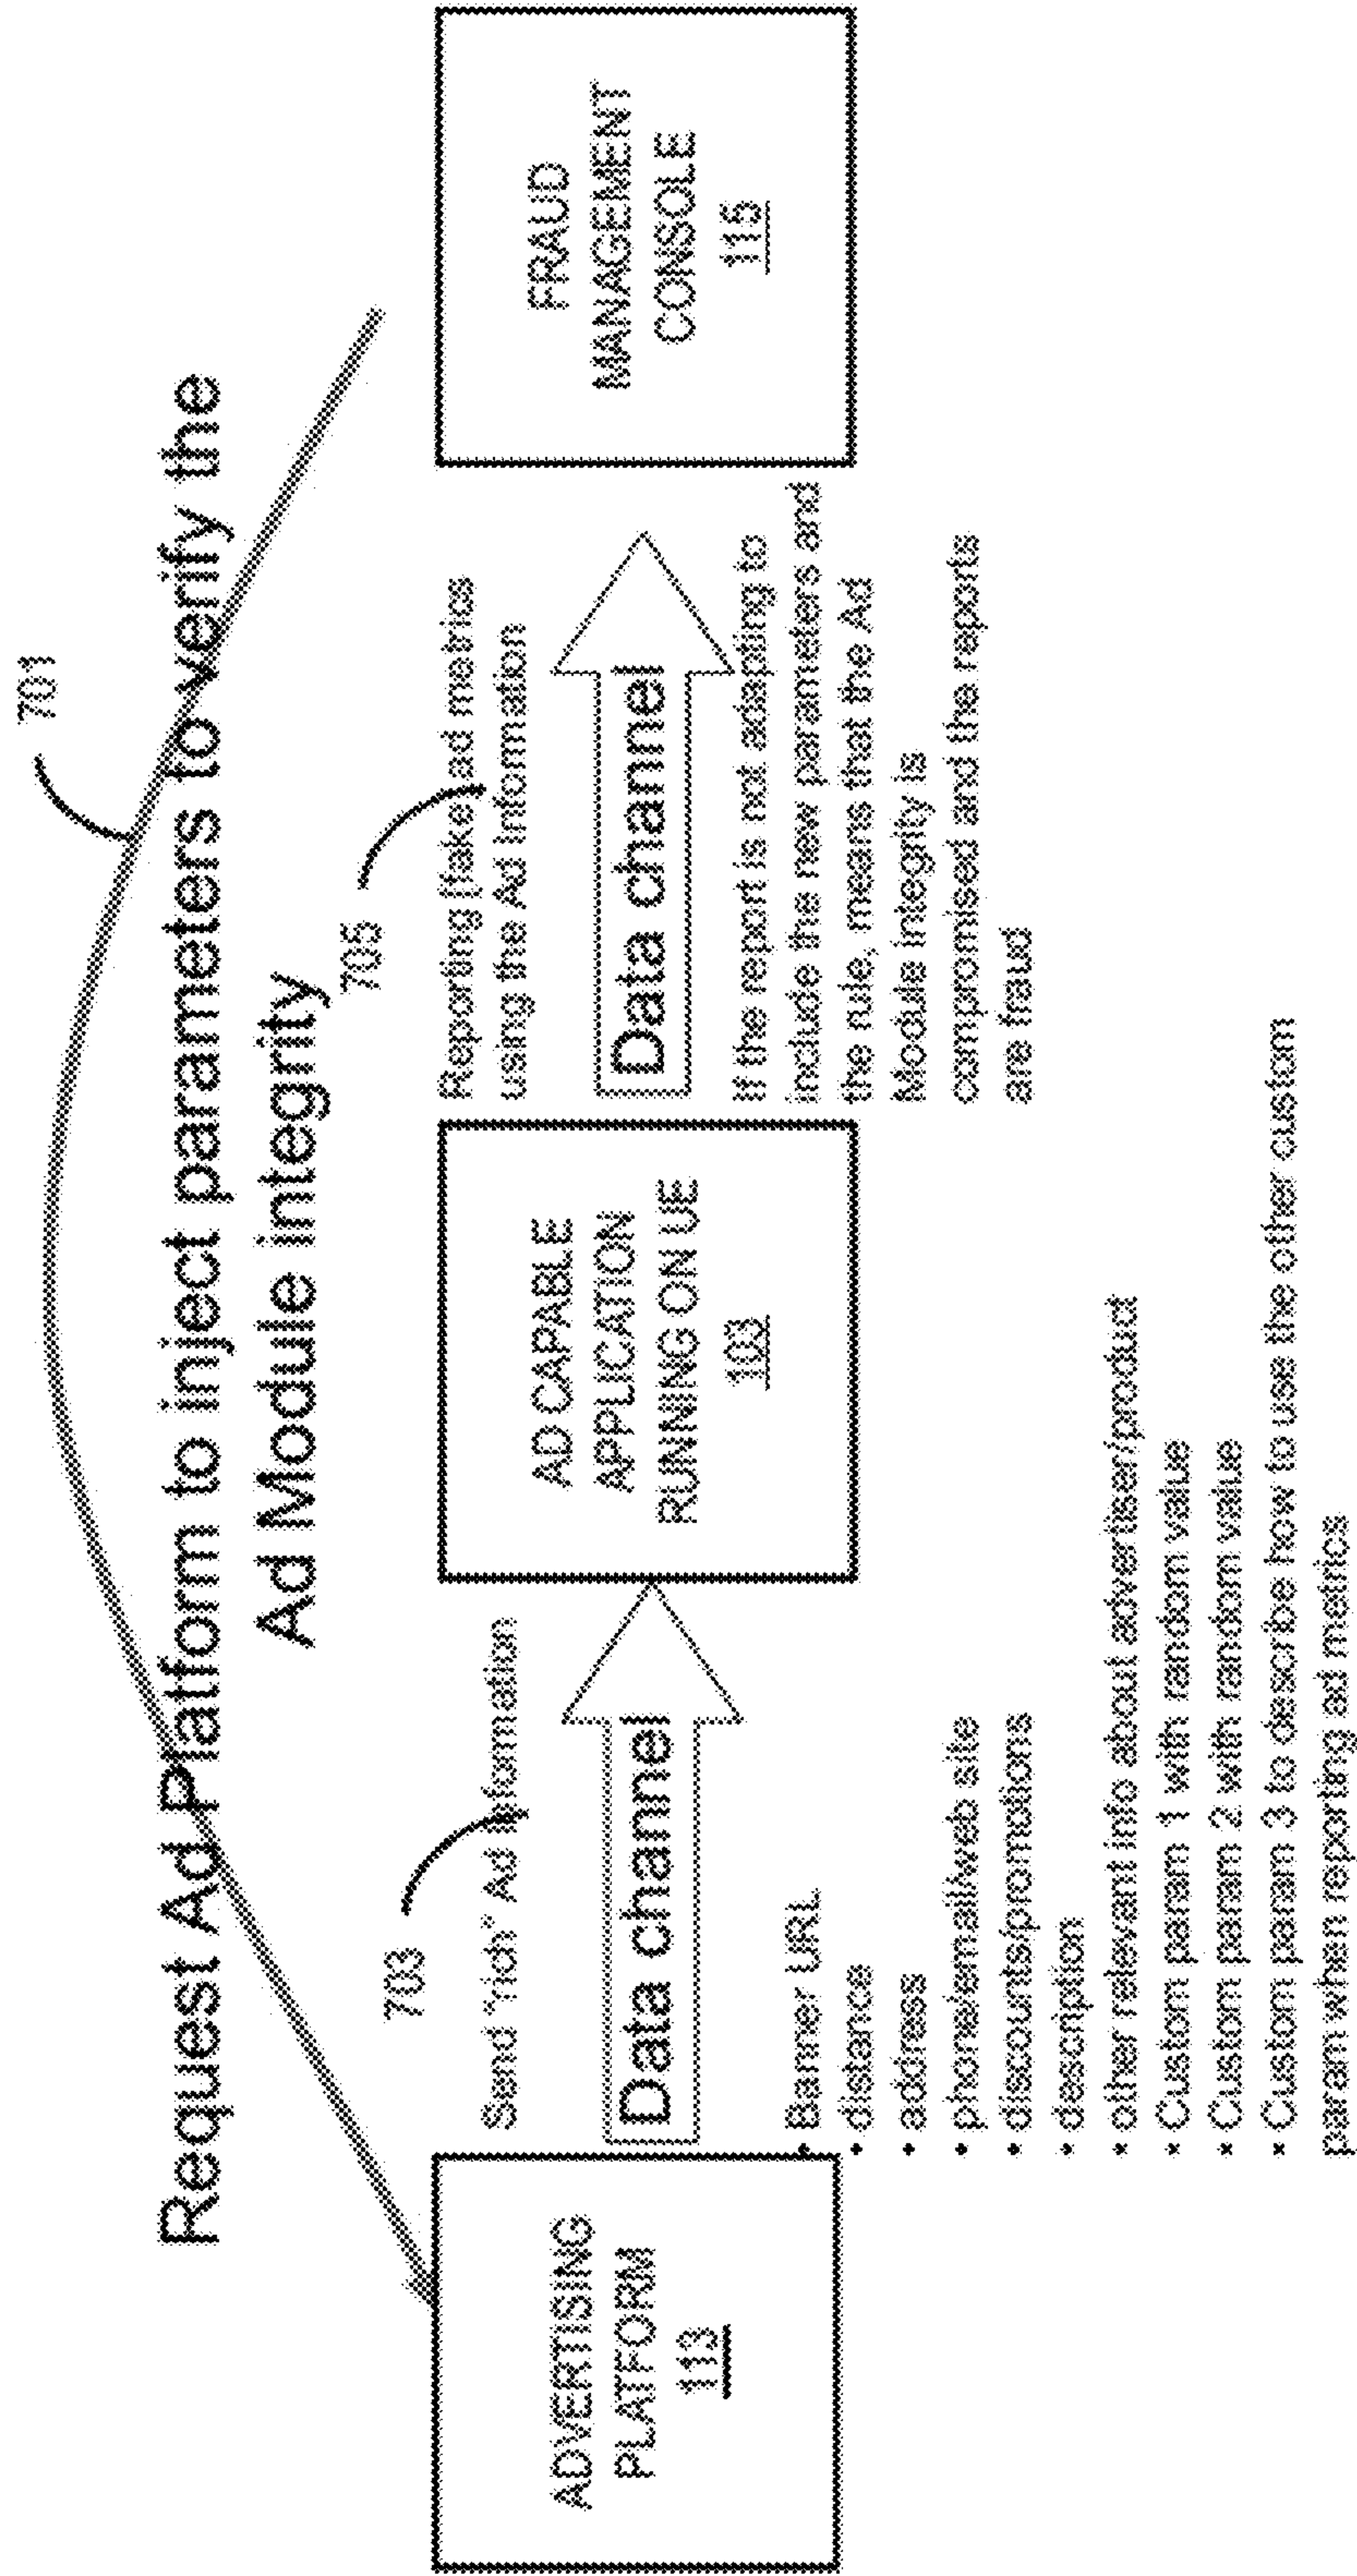 701
Request Ad Platform to inject parameters to verify the
Ad Module integrity
703
705
Send "rich" Ad Information
Reporting [fake] ad metrics
using the Ad Information
ADVERTISING
PLATFORM
113
Data channel
AD CAPABLE
APPLICATION
RUNNING ON UE
103
Data channel
FRAUD
MANAGEMENT
CONSOLE
115
If the report is not adapting to
include the new parameters and
the rule, means that the Ad
Module integrity is
compromised and the reports
are fraud
• Banner URL
• distance
• address
• phone/email/web site
• discounts/promotions
• description
• other relevant info about advertiser/product
• Custom param 1 with random value
• Custom param 2 with random value
• Custom param 3 to describe how to use the other custom
param when reporting ad metrics